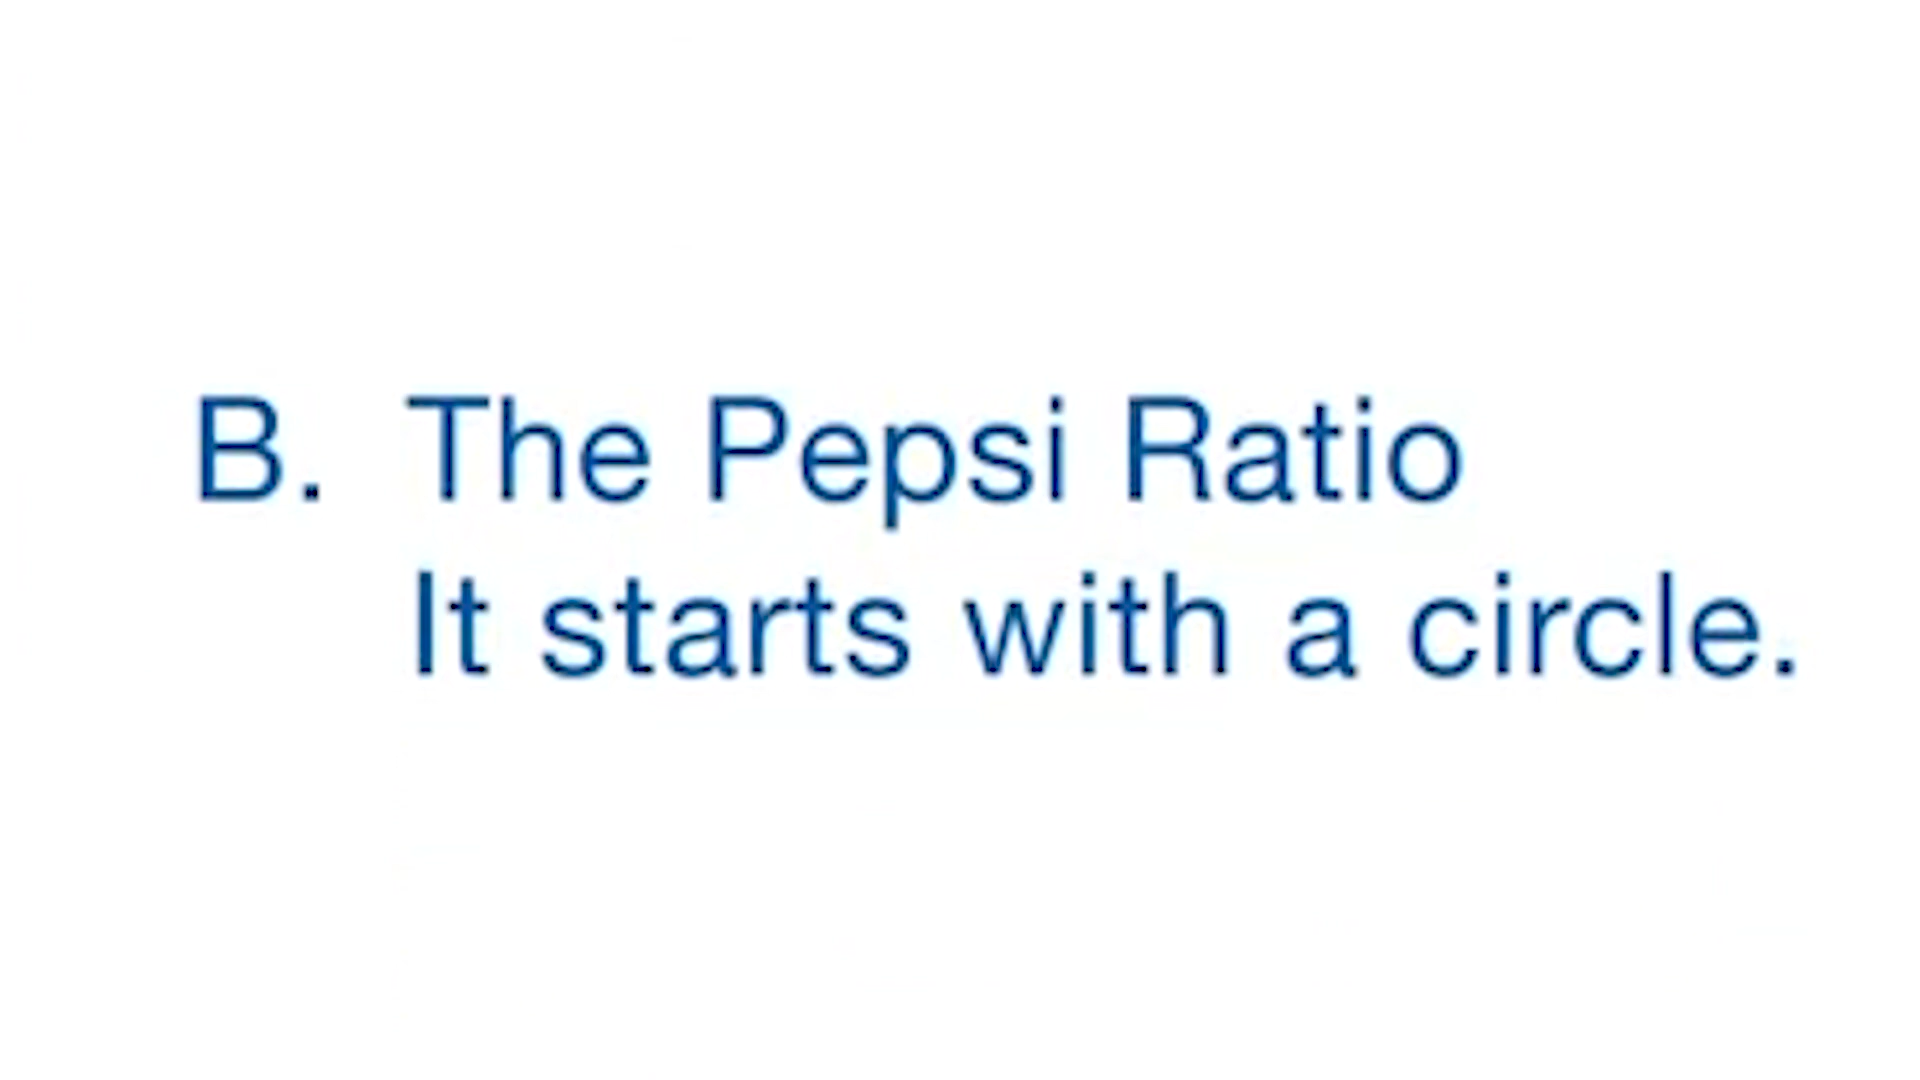 B. The Pepsi Ratio
It starts with a circle.